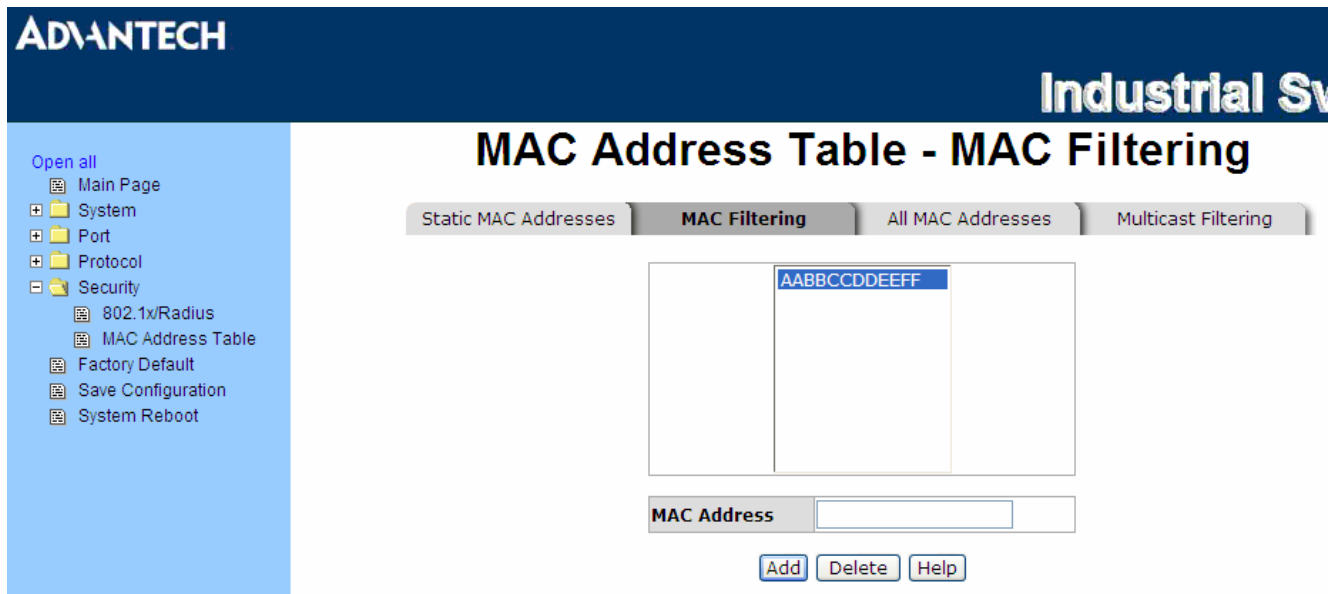 ADVANTECH
Industrial
MAC Address Table - MAC Filtering
Open all
Main Page
System
Port
Protocol
Security
802.1x/Radius
MAC Address Table
Factory Default
Save Configuration
System Reboot
Static MAC Addresses MAC Filtering All MAC Addresses Multicast Filtering
AABBCCDDEEFF
MAC Address
Add Delete Help